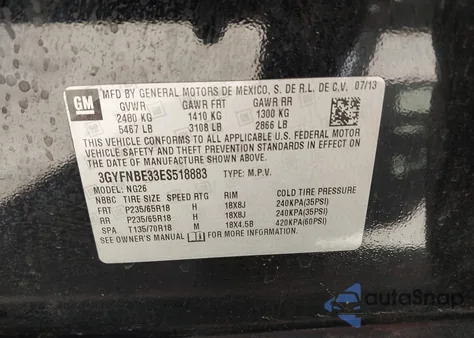 GM
MFD BY GENERAL MOTORS DE MEXICO, S. DE R.L. DE C.V. 07/13
GVWR GAWR FRT GAWR RR
2480 KG 1410 KG 1300 KG
5467 LB 3108 LB 2866 LB
THIS VEHICLE CONFORMS TO ALL APPLICABLE U.S. FEDERAL MOTOR
VEHICLE SAFETY, BUMPER, AND THEFT PREVENTION STANDARDS
IN EFFECT ON THE DATE OF MANUFACTURE SHOWN ABOVE.
3GYFNBE33ES518883 TYPE: M.P.V.
NG26
NBBC TIRE SIZE SPEED RTG RIM COLD TIRE PRESSURE
FRT P235/65R18 H 18X8J 240KPA(35PSI)
RR P235/65R18 H 18X8J 240KPA(35PSI)
SPA T135/70R18 M 18X4.5B 420KPA(60PSI)
SEE OWNER'S MANUAL FOR ADDITIONAL INFORMATION
autoSnap